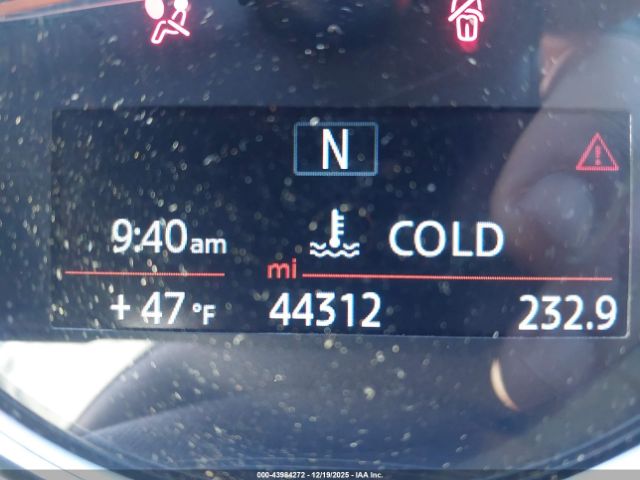 N
9:40am COLD
mi
+47 °F 44312 232.9
000-43984272 - 12/19/2025 - IAA Inc.